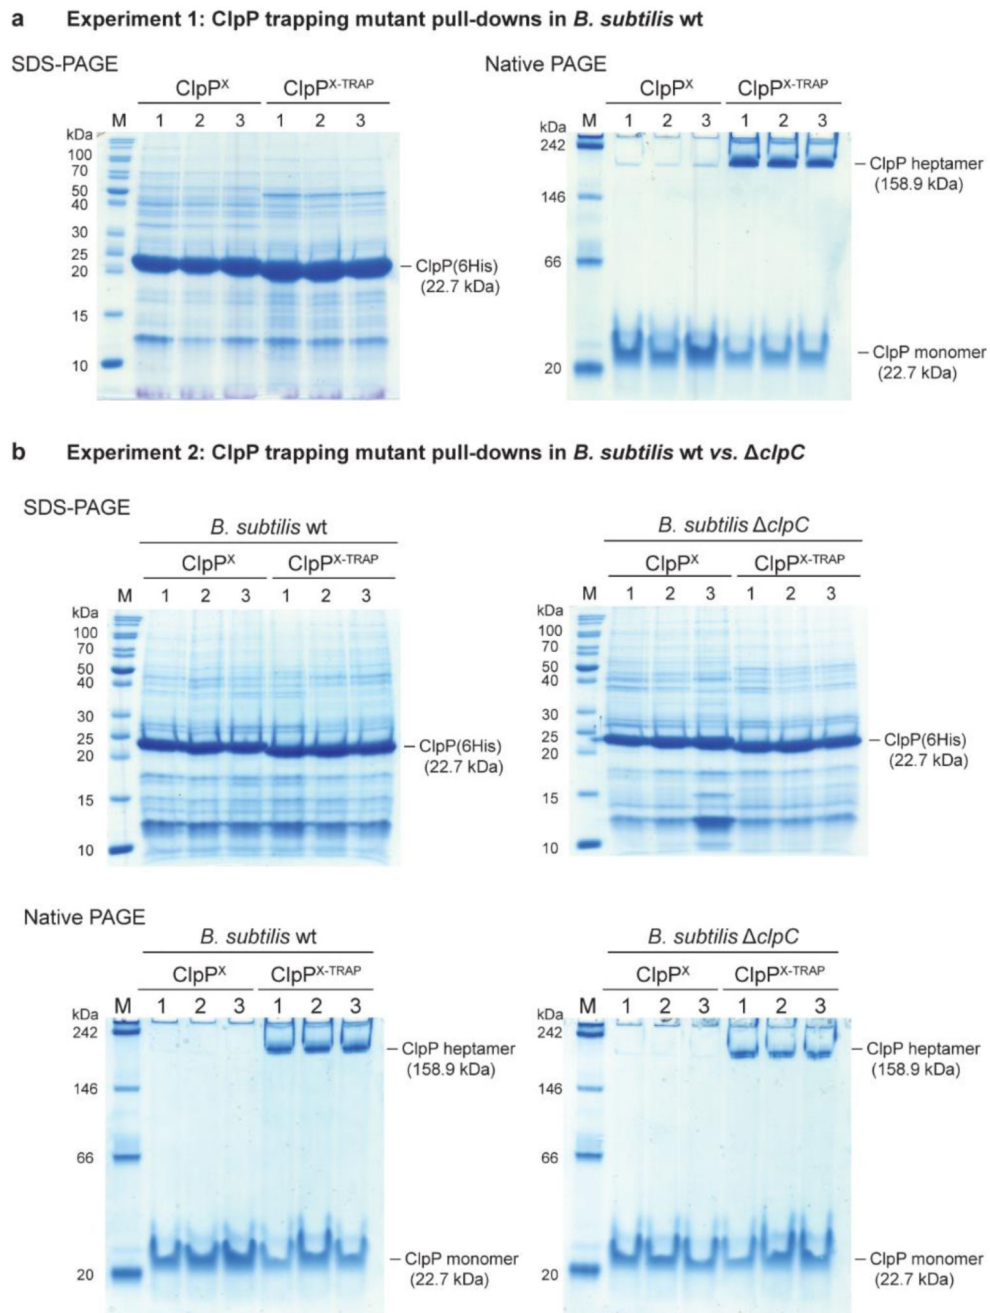 a Experiment 1: ClpP trapping mutant pull-downs in B. subtilis wt
SDS-PAGE
ClpPX ClpPX-TRAP
M 1 2 3 1 2 3
kDa
100
70
50
40
30
25
20
15
10
ClpP(6His)
(22.7 kDa)
Native PAGE
ClpPX ClpPX-TRAP
M 1 2 3 1 2 3
kDa
242
146
66
20
ClpP heptamer
(158.9 kDa)
ClpP monomer
(22.7 kDa)
b Experiment 2: ClpP trapping mutant pull-downs in B. subtilis wt vs. ΔclpC
SDS-PAGE
B. subtilis wt
ClpPX ClpPX-TRAP
M 1 2 3 1 2 3
kDa
100
70
50
40
30
25
20
15
10
ClpP(6His)
(22.7 kDa)
B. subtilis ΔclpC
ClpPX ClpPX-TRAP
M 1 2 3 1 2 3
kDa
100
70
50
40
30
25
20
15
10
ClpP(6His)
(22.7 kDa)
Native PAGE
B. subtilis wt
ClpPX ClpPX-TRAP
M 1 2 3 1 2 3
kDa
242
146
66
20
ClpP heptamer
(158.9 kDa)
ClpP monomer
(22.7 kDa)
B. subtilis ΔclpC
ClpPX ClpPX-TRAP
M 1 2 3 1 2 3
kDa
242
146
66
20
ClpP heptamer
(158.9 kDa)
ClpP monomer
(22.7 kDa)